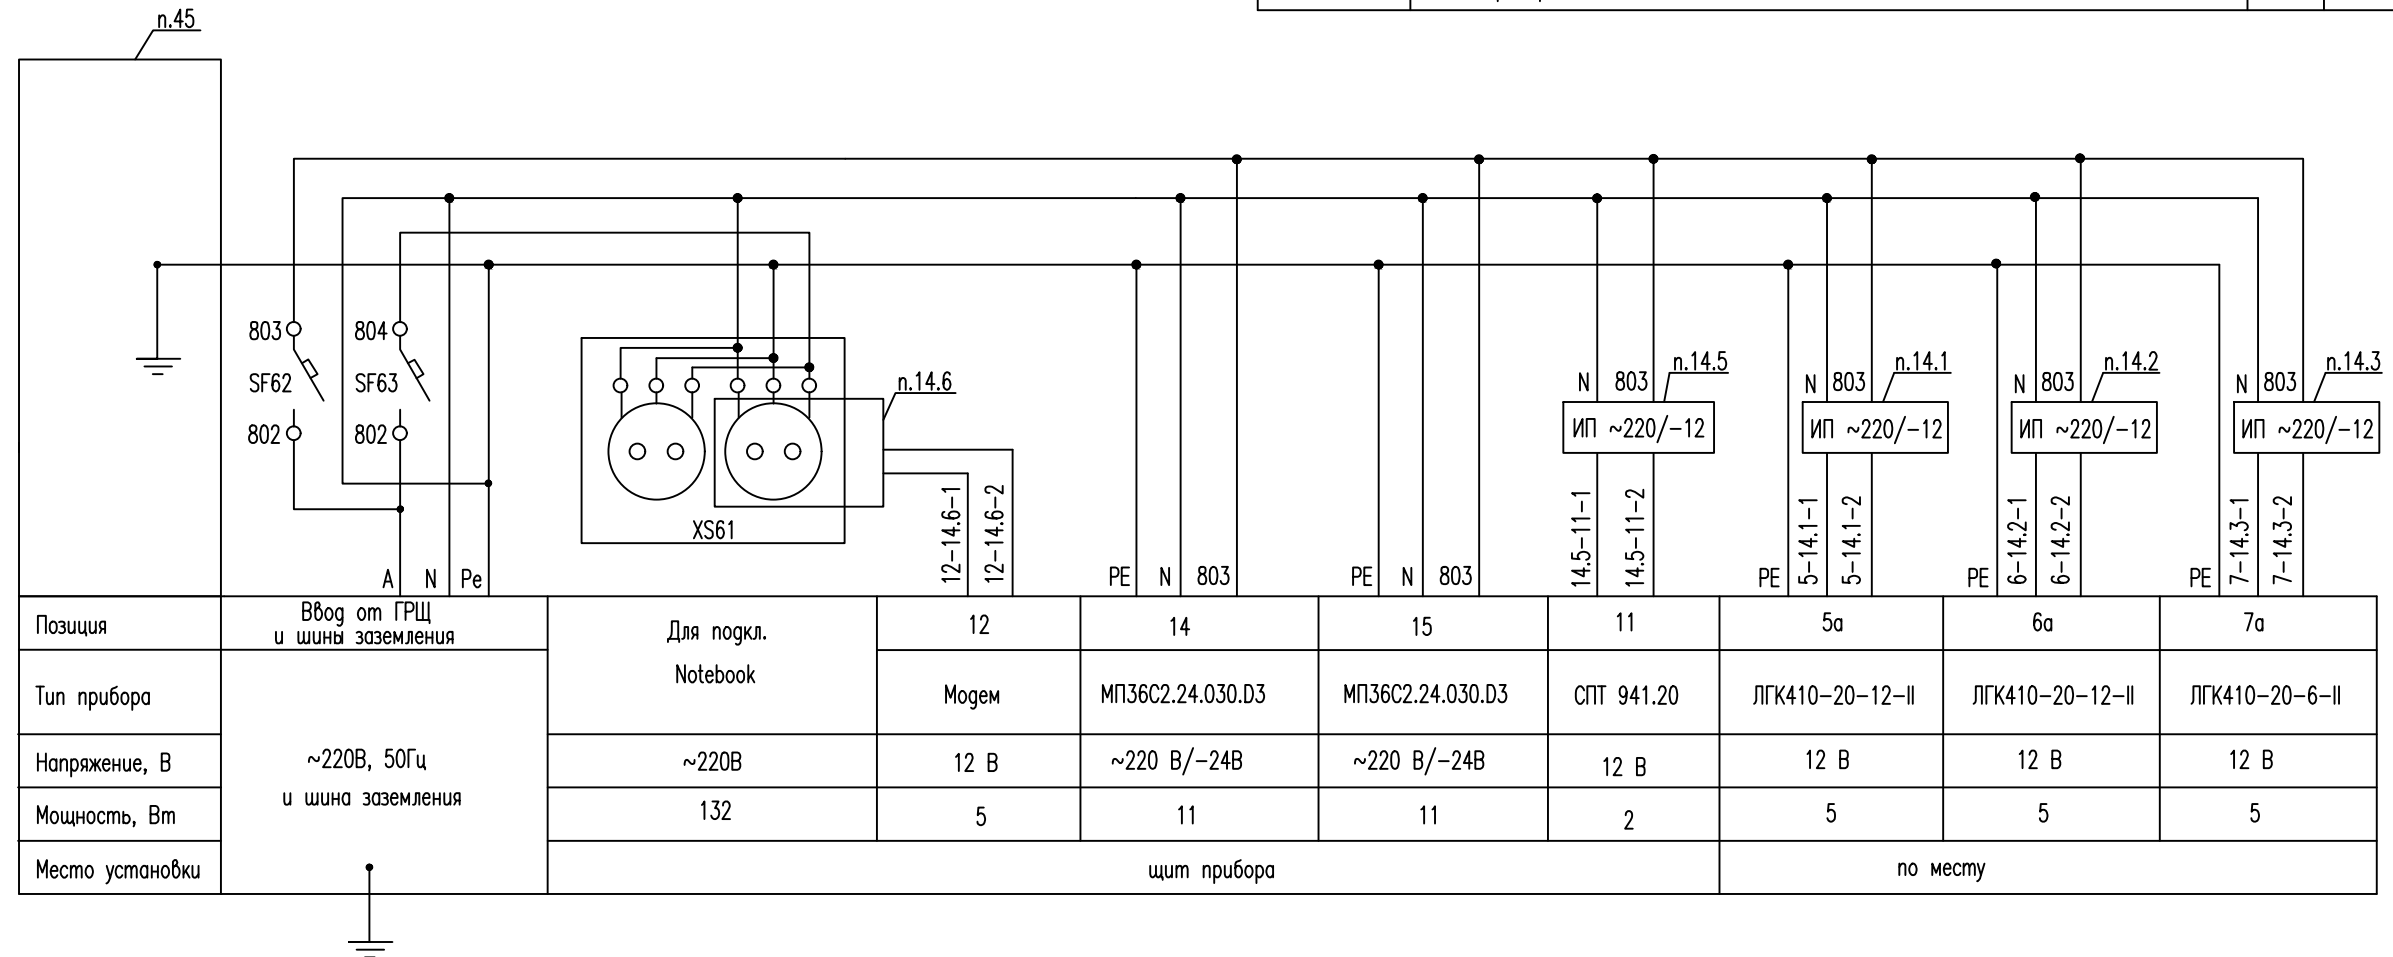 п.45
803
804
SF62
SF63
802
802
п.14.6
XS61
12-14.6-1
12-14.6-2
N 803
п.14.5
ИП ~220/-12
N 803
п.14.1
ИП ~220/-12
N 803
п.14.2
ИП ~220/-12
N 803
п.14.3
ИП ~220/-12
A N Pe
PE N 803
PE N 803
14.5-11-1
14.5-11-2
PE
5-14.1-1
5-14.1-2
PE
6-14.2-1
6-14.2-2
PE
7-14.3-1
7-14.3-2
Позиция
Ввод от ГРЩ
и шины заземления
Для подкл.
Notebook
12 14 15 11 5а 6а 7а
Тип прибора
Модем
МП36С2.24.030.D3
МП36С2.24.030.D3
СПТ 941.20
ЛГК410-20-12-II
ЛГК410-20-12-II
ЛГК410-20-6-II
Напряжение, В
~220В, 50Гц
и шина заземления
~220В
12 В
~220 В/-24В
~220 В/-24В
12 В
12 В
12 В
12 В
Мощность, Вт
132 5 11 11 2 5 5 5
Место установки
щит прибора
по месту